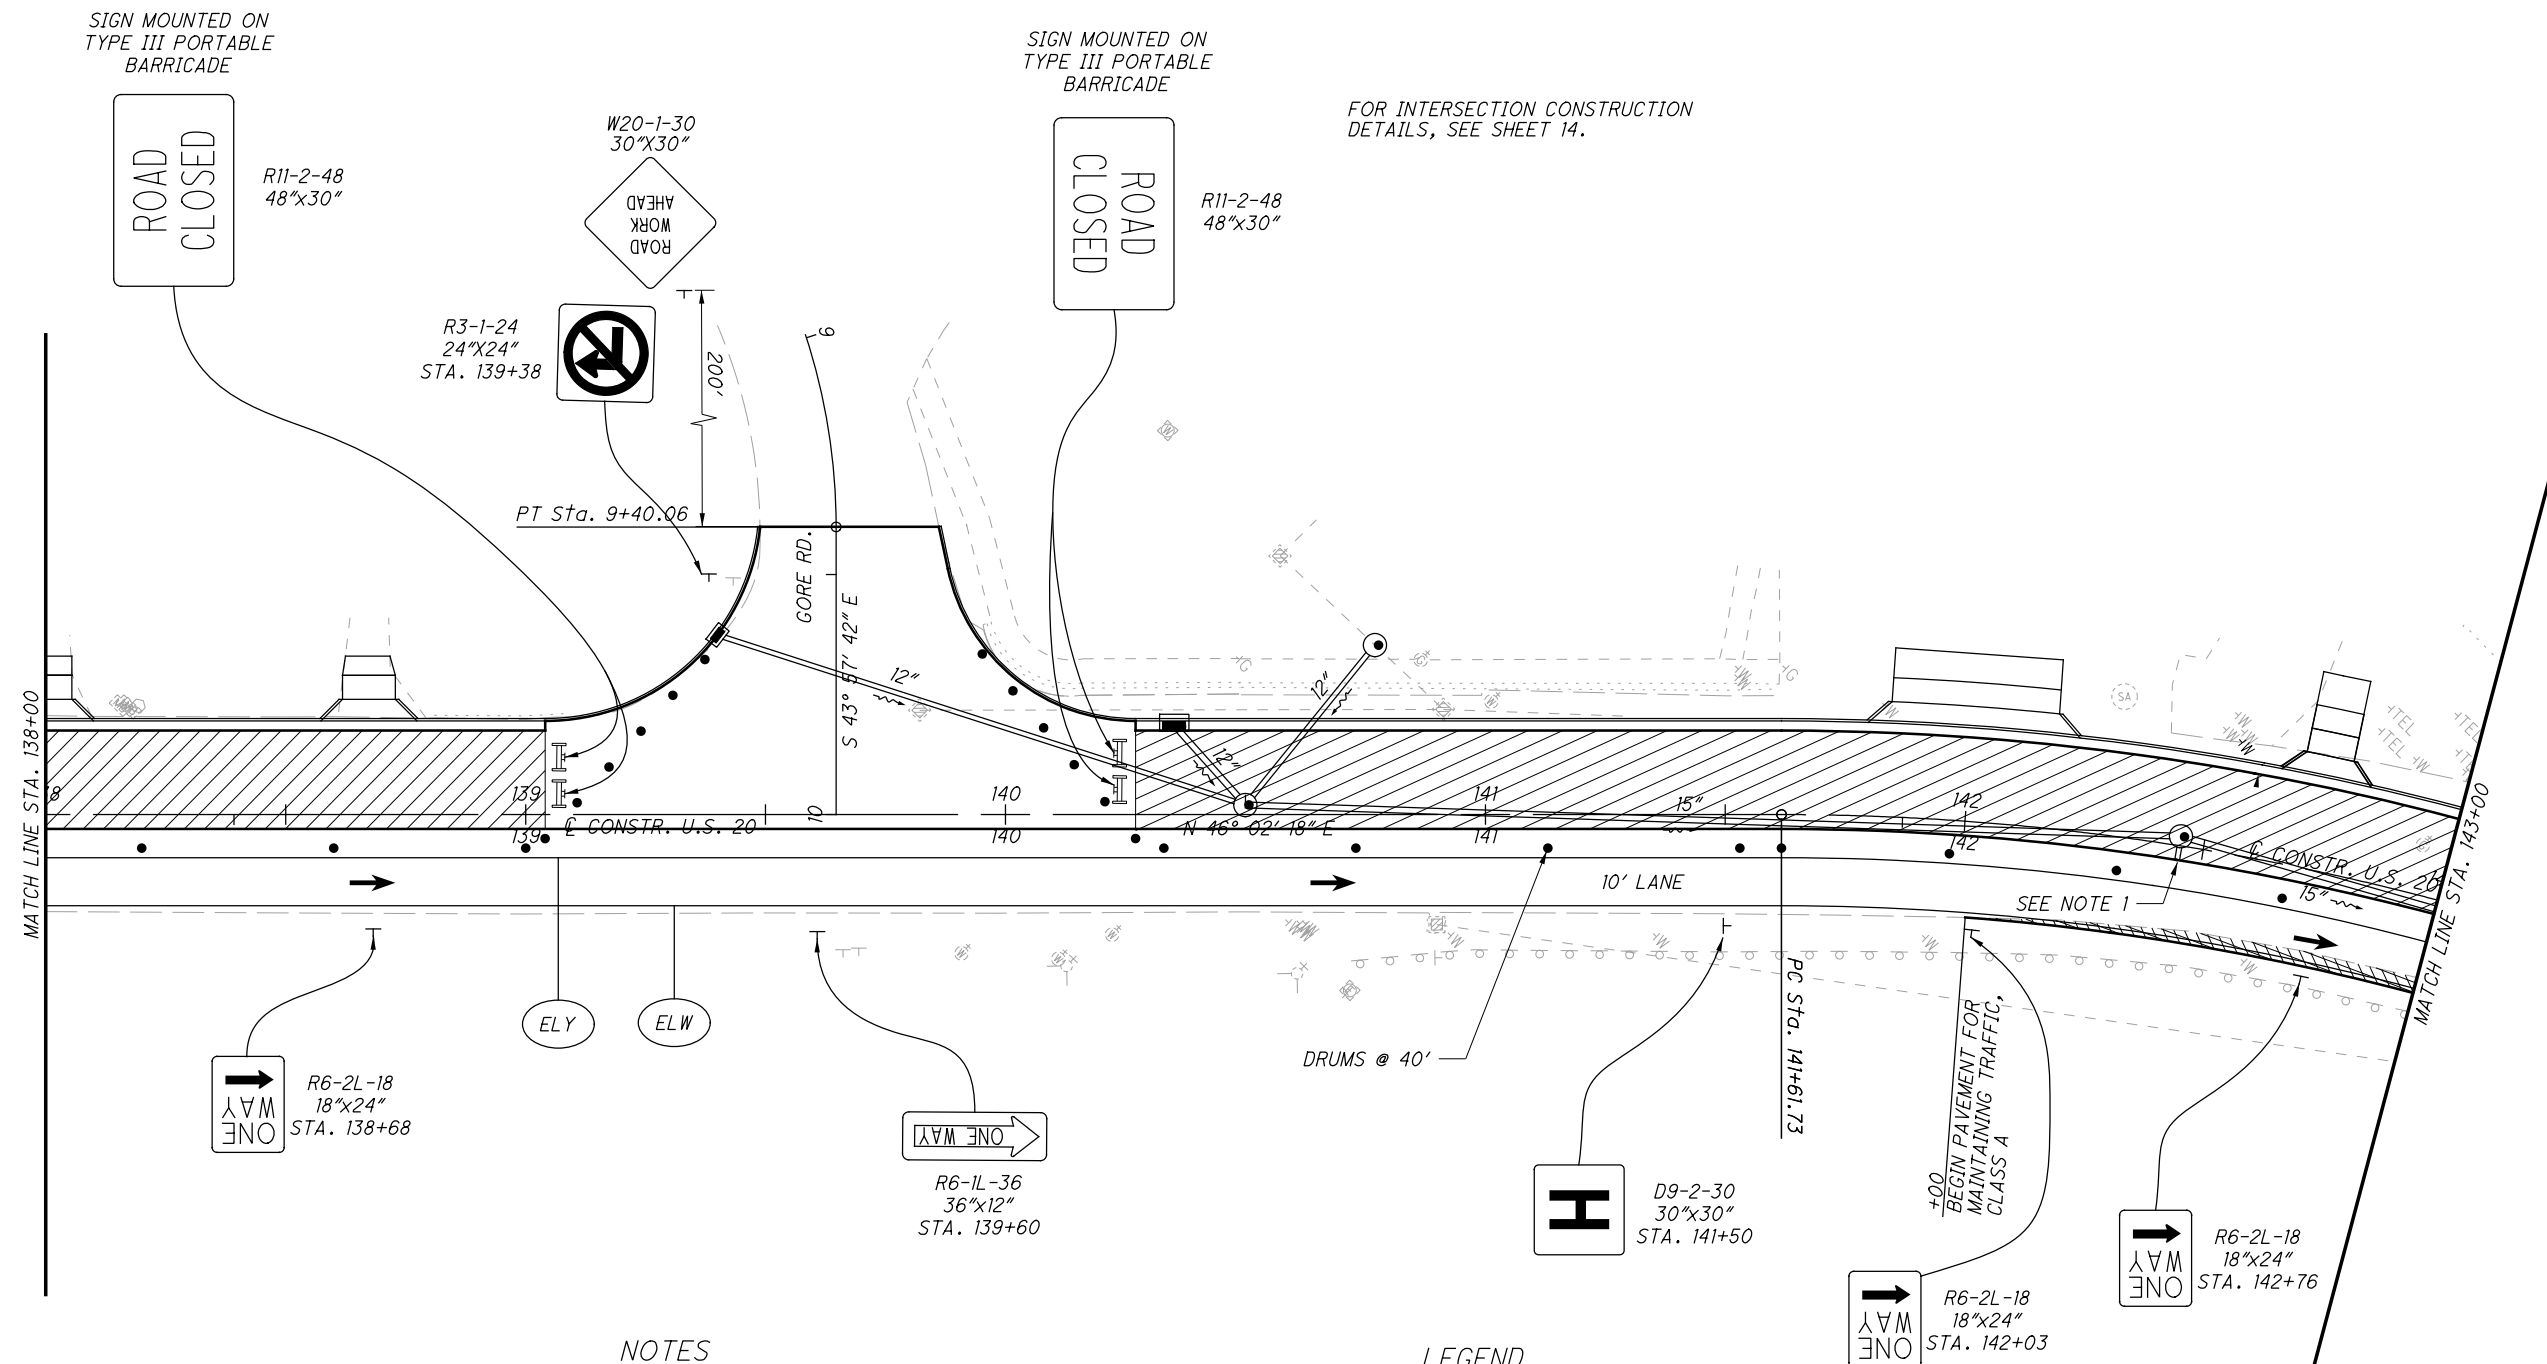 SIGN MOUNTED ON
TYPE III PORTABLE
BARRICADE
ROAD
CLOSED
R11-2-48
48"x30"
W20-1-30
30"X30"
ROAD
WORK
AHEAD
SIGN MOUNTED ON
TYPE III PORTABLE
BARRICADE
ROAD
CLOSED
R11-2-48
48"x30"
FOR INTERSECTION CONSTRUCTION
DETAILS, SEE SHEET 14.
R3-1-24
24"X24"
STA. 139+38
200'
9
PT Sta. 9+40.06
GORE RD.
S 43° 57' 42" E
10
12"
12"
12"
15"
MATCH LINE STA. 138+00
139
139
℄ CONSTR. U.S. 20
140
140
N 46° 02' 18" E
141
141
142
142
10' LANE
SEE NOTE 1
℄ CONSTR. U.S. 20
15"
MATCH LINE STA. 143+00
W
W
W
W
G
G
SA
TEL
TEL
TEL
ELY
ELW
DRUMS @ 40'
PC Sta. 141+61.73
+00
BEGIN PAVEMENT FOR
MAINTAINING TRAFFIC,
CLASS A
ONE
WAY
R6-2L-18
18"x24"
STA. 138+68
ONE WAY
R6-1L-36
36"x12"
STA. 139+60
H
D9-2-30
30"x30"
STA. 141+50
ONE
WAY
R6-2L-18
18"x24"
STA. 142+03
ONE
WAY
R6-2L-18
18"x24"
STA. 142+76
NOTES
LEGEND